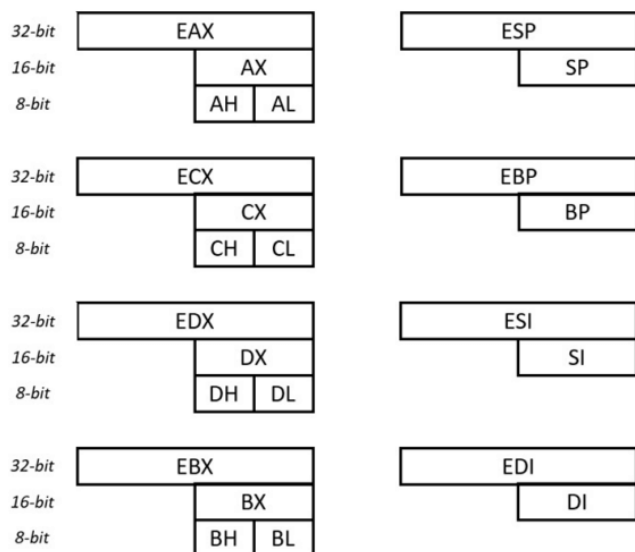 32-bit EAX ESP
16-bit AX SP
8-bit AH AL
32-bit ECX EBP
16-bit CX BP
8-bit CH CL
32-bit EDX ESI
16-bit DX SI
8-bit DH DL
32-bit EBX EDI
16-bit BX DI
8-bit BH BL